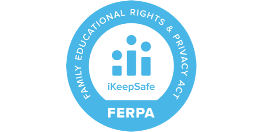 FAMILY EDUCATIONAL RIGHTS & PRIVACY ACT
iKeepSafe
FERPA